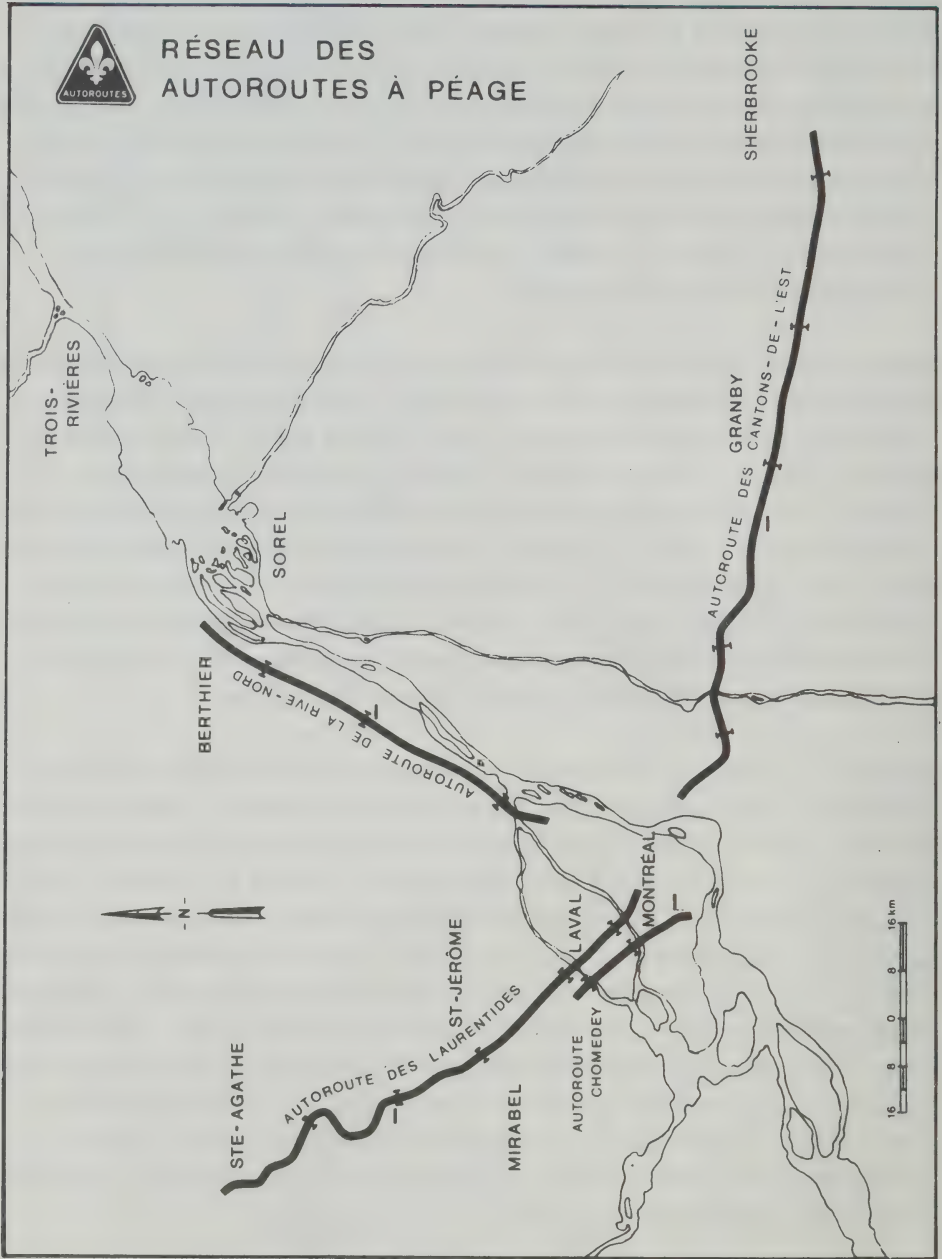 AUTOROUTES
RÉSEAU DES
AUTOROUTES À PÉAGE
SHERBROOKE
TROIS-
RIVIÈRES
SOREL
GRANBY
AUTOROUTE DES CANTONS-DE-L'EST
BERTHIER
AUTOROUTE DE LA RIVE-NORD
-N-
MONTRÉAL
LAVAL
ST-JÉRÔME
AUTOROUTE DES LAURENTIDES
STE-AGATHE
MIRABEL
AUTOROUTE
CHOMEDEY
16 8 0 8 16 km